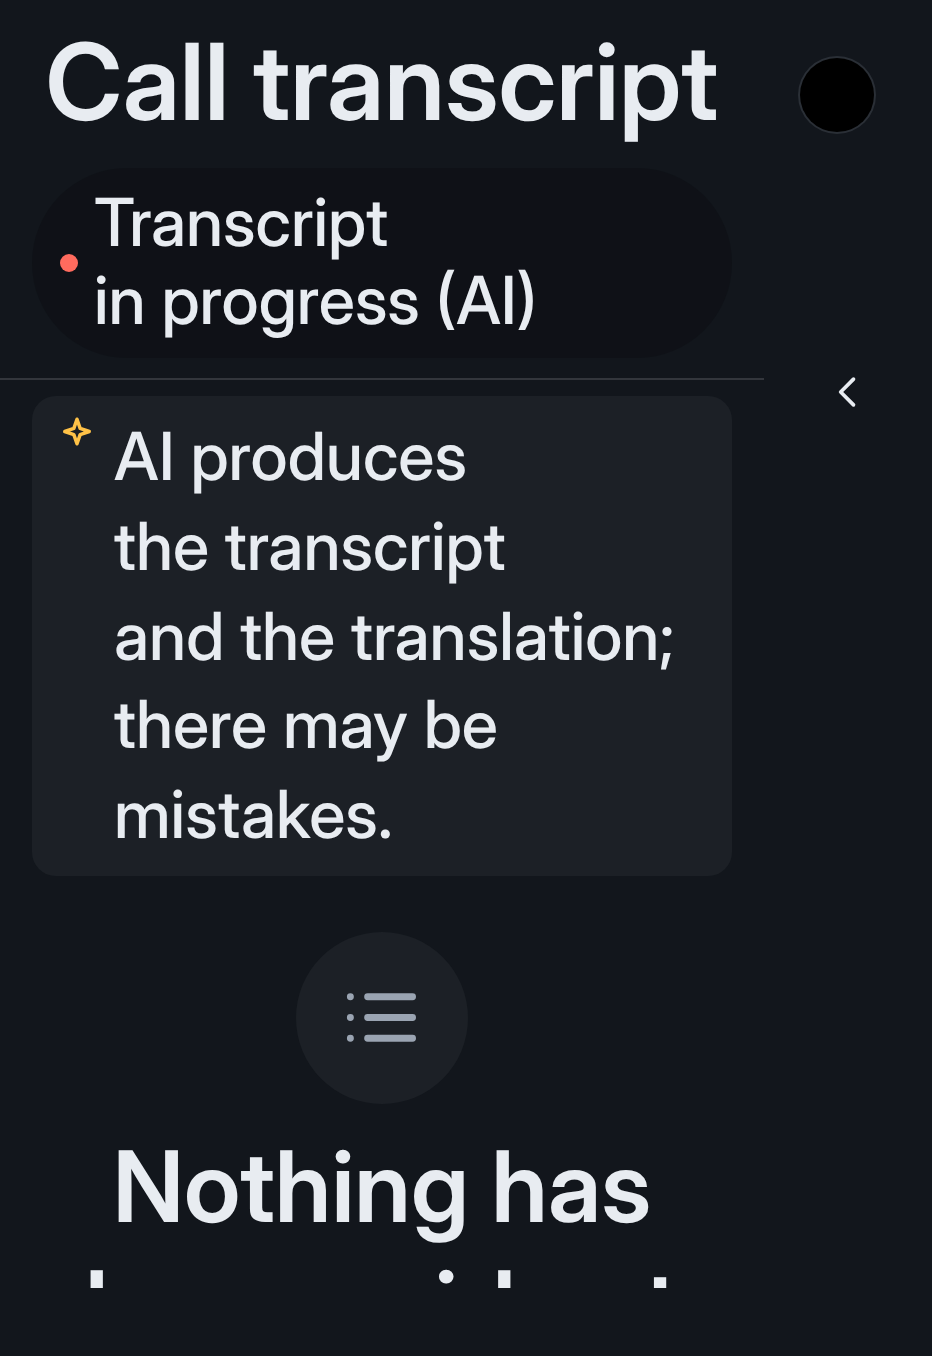 Call transcript
Transcript
in progress (AI)
AI produces
the transcript
and the translation;
there may be
mistakes.
Nothing has